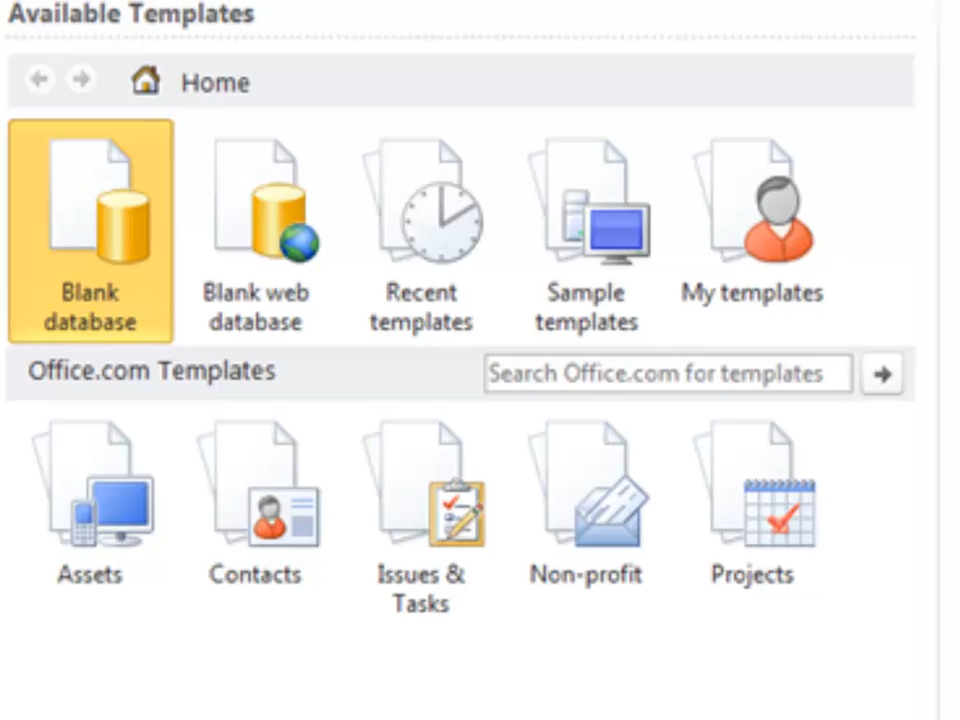 Available Templates
Home
Blank database
Blank web database
Recent templates
Sample templates
My templates
Office.com Templates
Search Office.com for templates
Assets
Contacts
Issues & Tasks
Non-profit
Projects